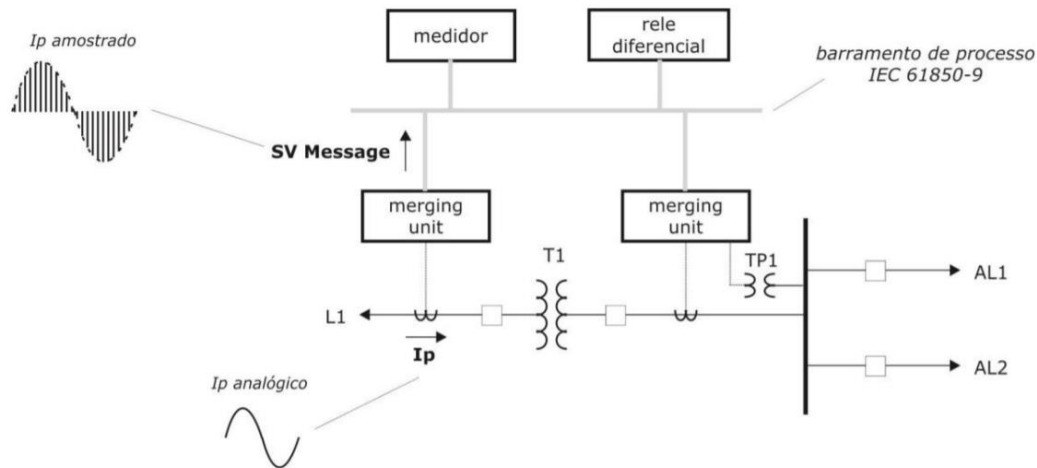 Ip amostrado
medidor
rele
diferencial
barramento de processo
IEC 61850-9
SV Message
merging
unit
merging
unit
T1
TP1
AL1
L1
Ip
Ip analógico
AL2